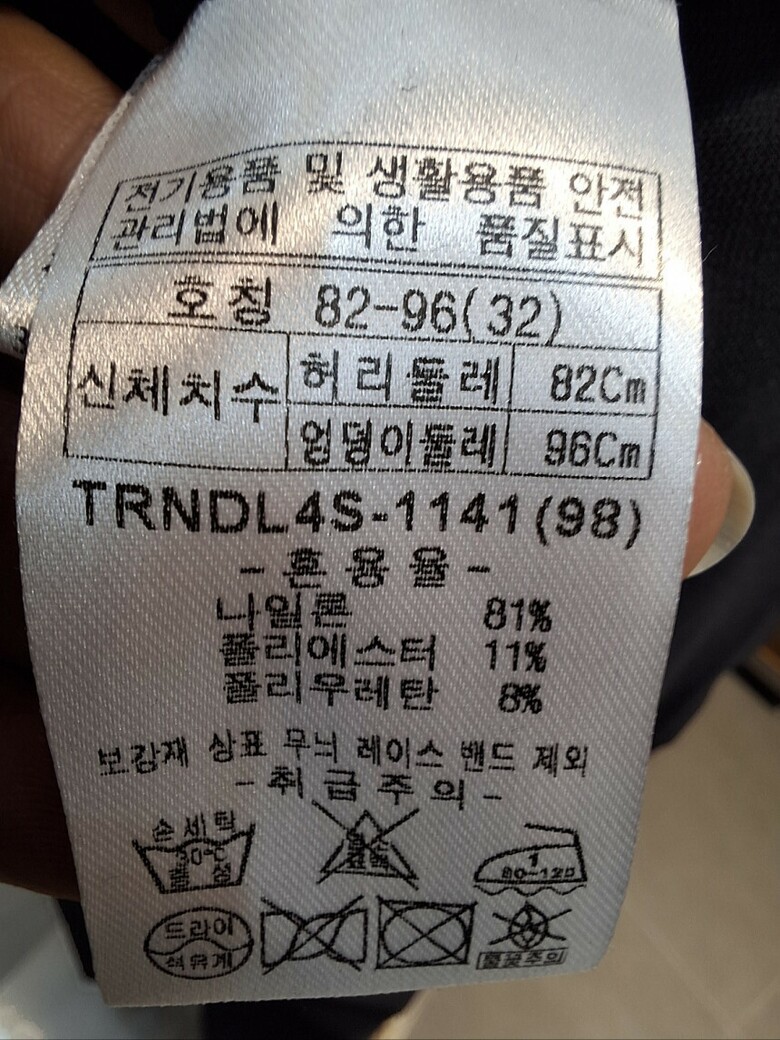 전기용품 및 생활용품 안전
관리법에 의한 품질표시
호칭 82-96(32)
신체치수 허리둘레 82Cm
엉덩이둘레 96Cm
TRNDL4S-1141(98)
- 혼용율 -
나일론 81%
폴리에스터 11%
폴리우레탄 8%
보강재 상표 무늬 레이스 밴드 제외
- 취급주의 -
손세탁
30℃
중성
염소
표백
1
80-120
드라이
석유계